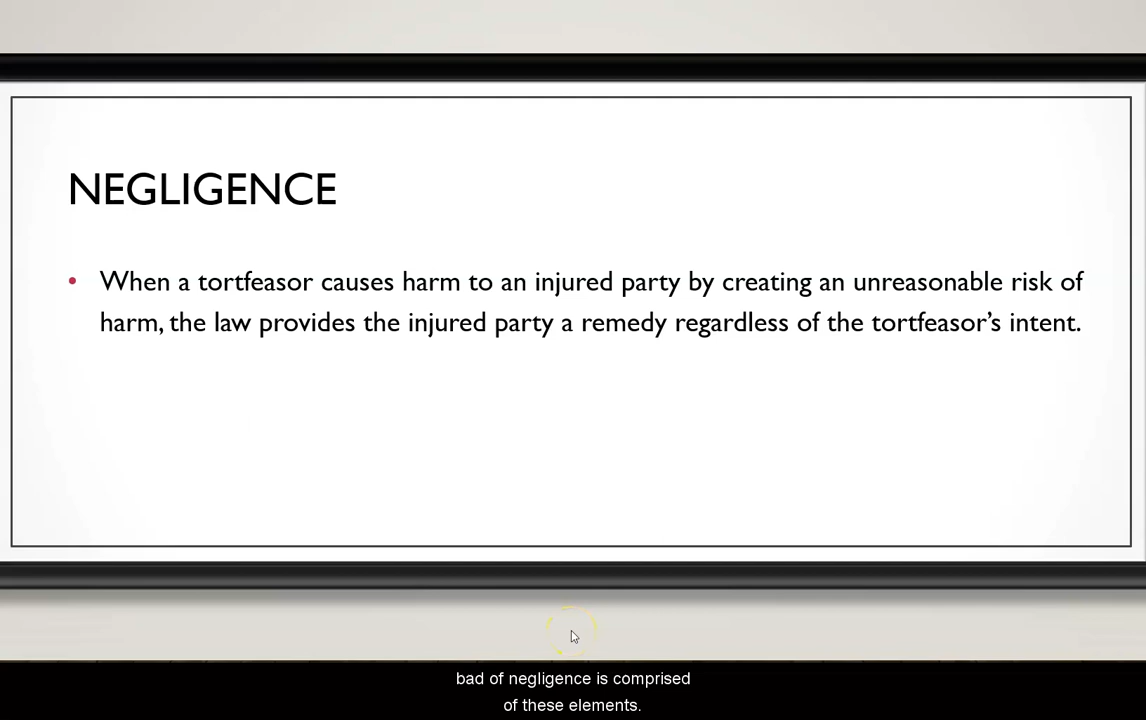 NEGLIGENCE
• When a tortfeasor causes harm to an injured party by creating an unreasonable risk of
harm, the law provides the injured party a remedy regardless of the tortfeasor’s intent.
bad of negligence is comprised
of these elements.